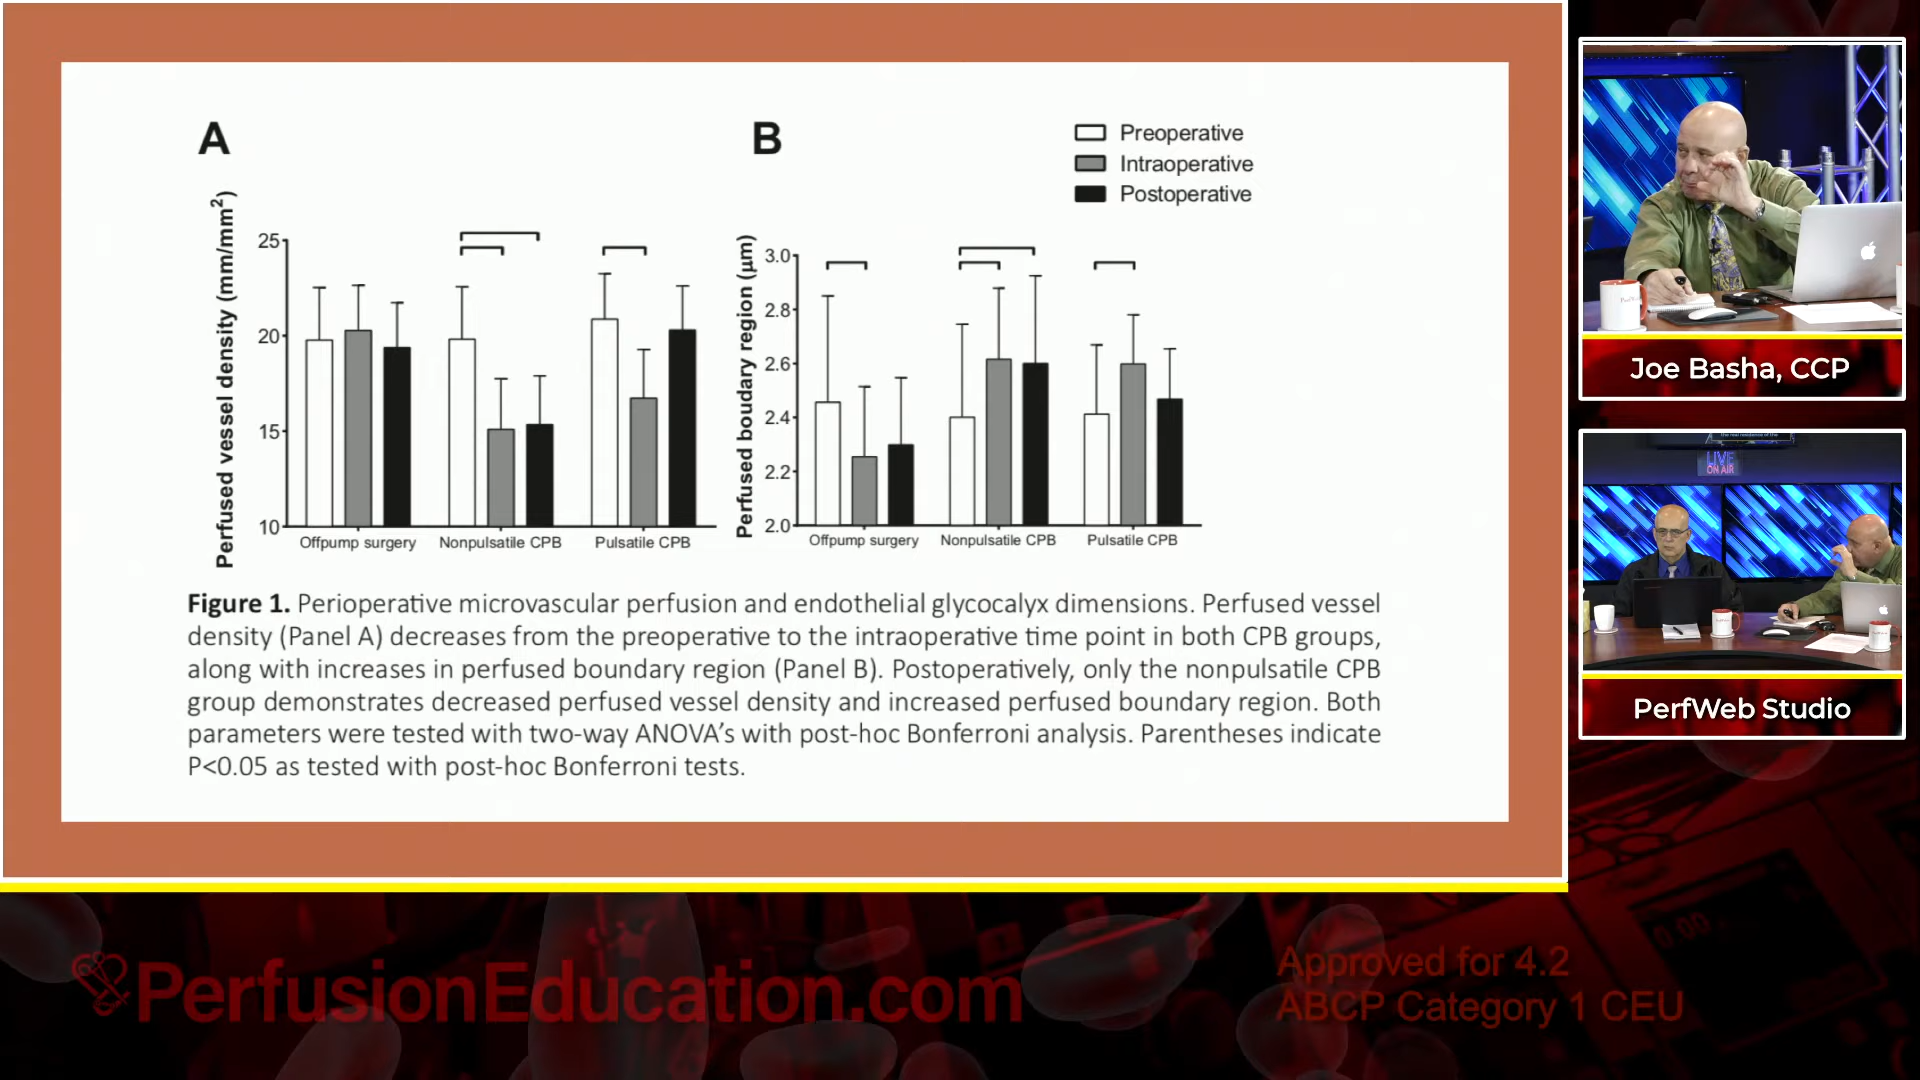 A
B
Preoperative
Intraoperative
Postoperative
Perfused vessel density (mm/mm²)
25
20
15
10
Offpump surgery
Nonpulsatile CPB
Pulsatile CPB
Perfused boudary region (μm)
3.0
2.8
2.6
2.4
2.2
2.0
Offpump surgery
Nonpulsatile CPB
Pulsatile CPB
Figure 1. Perioperative microvascular perfusion and endothelial glycocalyx dimensions. Perfused vessel
density (Panel A) decreases from the preoperative to the intraoperative time point in both CPB groups,
along with increases in perfused boundary region (Panel B). Postoperatively, only the nonpulsatile CPB
group demonstrates decreased perfused vessel density and increased perfused boundary region. Both
parameters were tested with two-way ANOVA's with post-hoc Bonferroni analysis. Parentheses indicate
P<0.05 as tested with post-hoc Bonferroni tests.
Joe Basha, CCP
LIVE
ON AIR
PerfWeb Studio
PerfusionEducation.com
Approved for 4.2
ABCP Category 1 CEU
0.00